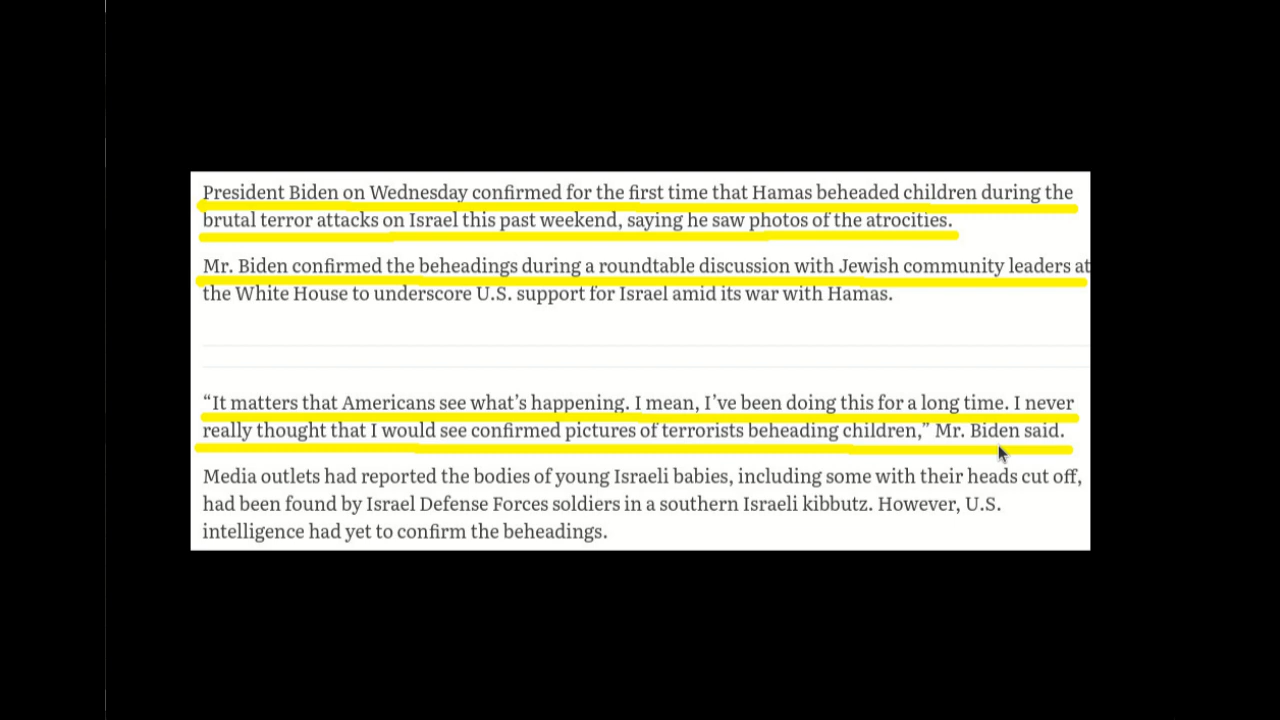 President Biden on Wednesday confirmed for the first time that Hamas beheaded children during the
brutal terror attacks on Israel this past weekend, saying he saw photos of the atrocities.
Mr. Biden confirmed the beheadings during a roundtable discussion with Jewish community leaders at
the White House to underscore U.S. support for Israel amid its war with Hamas.
“It matters that Americans see what’s happening. I mean, I’ve been doing this for a long time. I never
really thought that I would see confirmed pictures of terrorists beheading children,” Mr. Biden said.
Media outlets had reported the bodies of young Israeli babies, including some with their heads cut off,
had been found by Israel Defense Forces soldiers in a southern Israeli kibbutz. However, U.S.
intelligence had yet to confirm the beheadings.